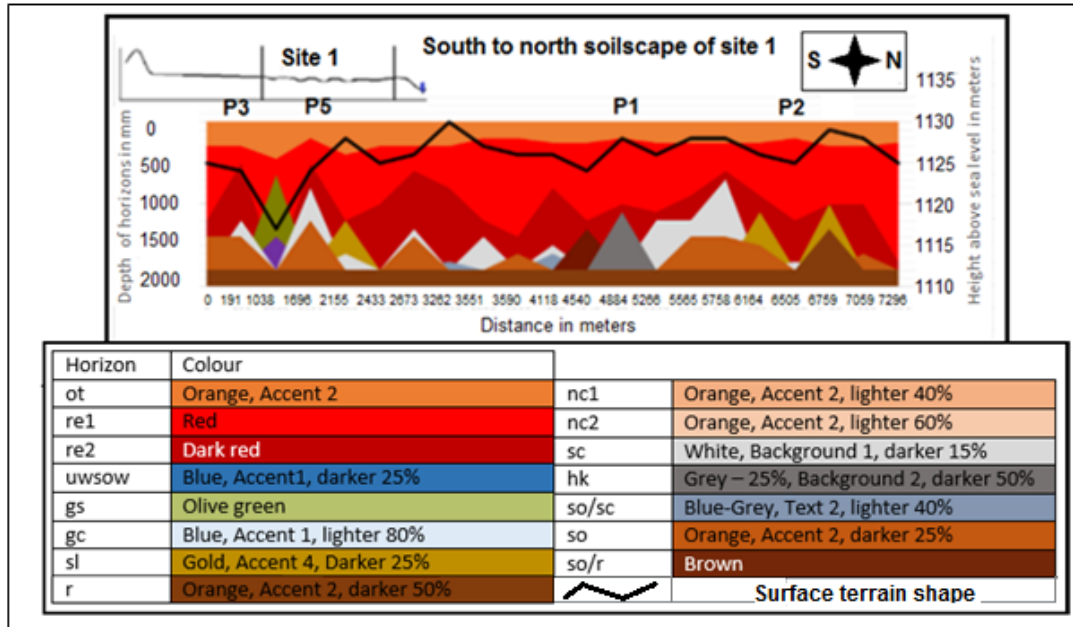 Site 1
South to north soilscape of site 1
S N
P3 P5 P1 P2
Depth of horizons in mm
0
500
1000
1500
2000
1135
1130
1125
1120
1115
1110
Height above sea level in meters
0 191 1038 1696 2155 2433 2673 3262 3551 3590 4118 4540 4884 5266 5665 5758 6164 6505 6759 7059 7296
Distance in meters
Horizon Colour
ot Orange, Accent 2 nc1 Orange, Accent 2, lighter 40%
re1 Red nc2 Orange, Accent 2, lighter 60%
re2 Dark red sc White, Background 1, darker 15%
uwsow Blue, Accent1, darker 25% hk Grey – 25%, Background 2, darker 50%
gs Olive green so/sc Blue-Grey, Text 2, lighter 40%
gc Blue, Accent 1, lighter 80% so Orange, Accent 2, darker 25%
sl Gold, Accent 4, Darker 25% so/r Brown
r Orange, Accent 2, darker 50% Surface terrain shape